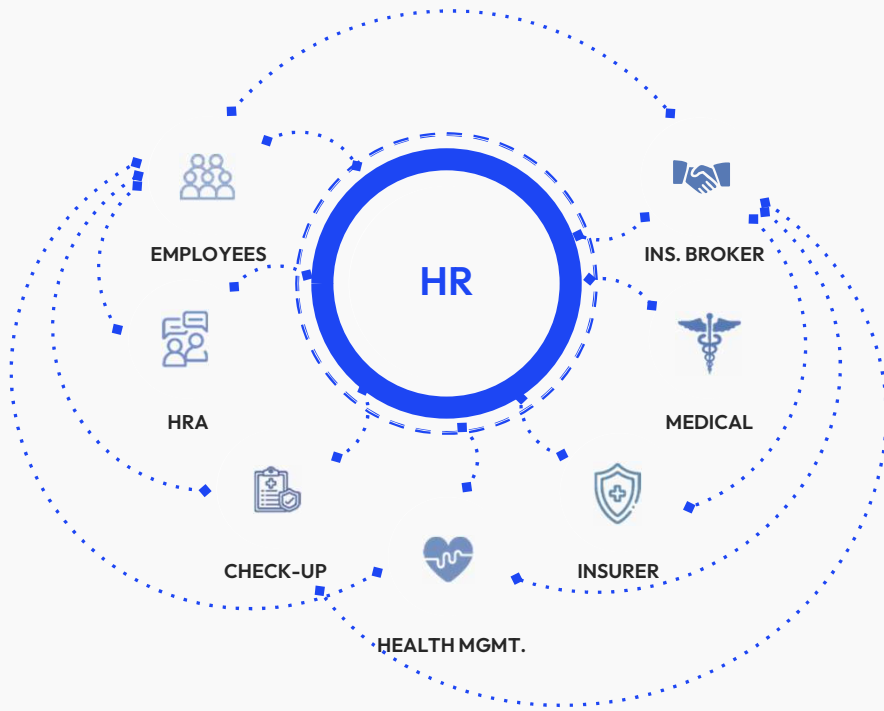 EMPLOYEES
HR
INS. BROKER
HRA
MEDICAL
CHECK-UP
INSURER
HEALTH MGMT.